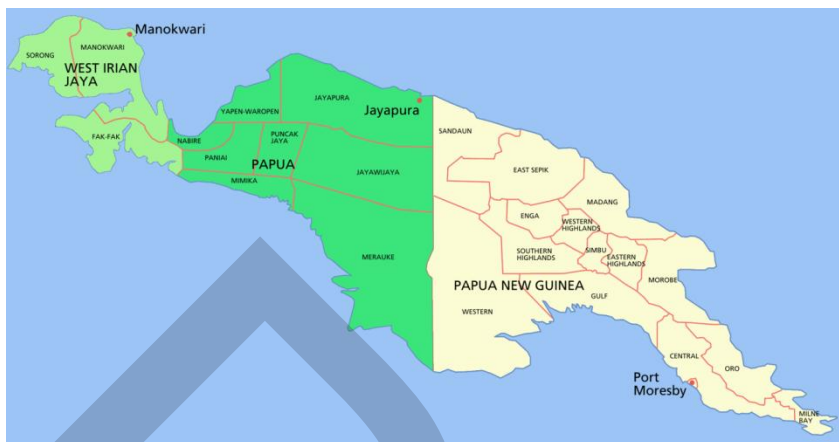 Manokwari
SORONG
MANOKWARI
WEST IRIAN
JAYA
FAK-FAK
YAPEN-WAROPEN
JAYAPURA
Jayapura
NABIRE
PANIAI
PUNCAK
JAYA
PAPUA
MIMIKA
JAYAWIJAYA
MERAUKE
SANDAUN
EAST SEPIK
MADANG
ENGA
WESTERN
HIGHLANDS
SOUTHERN
HIGHLANDS
SIMBU
EASTERN
HIGHLANDS
MOROBE
PAPUA NEW GUINEA
GULF
WESTERN
CENTRAL
ORO
Port
Moresby
MILNE
BAY